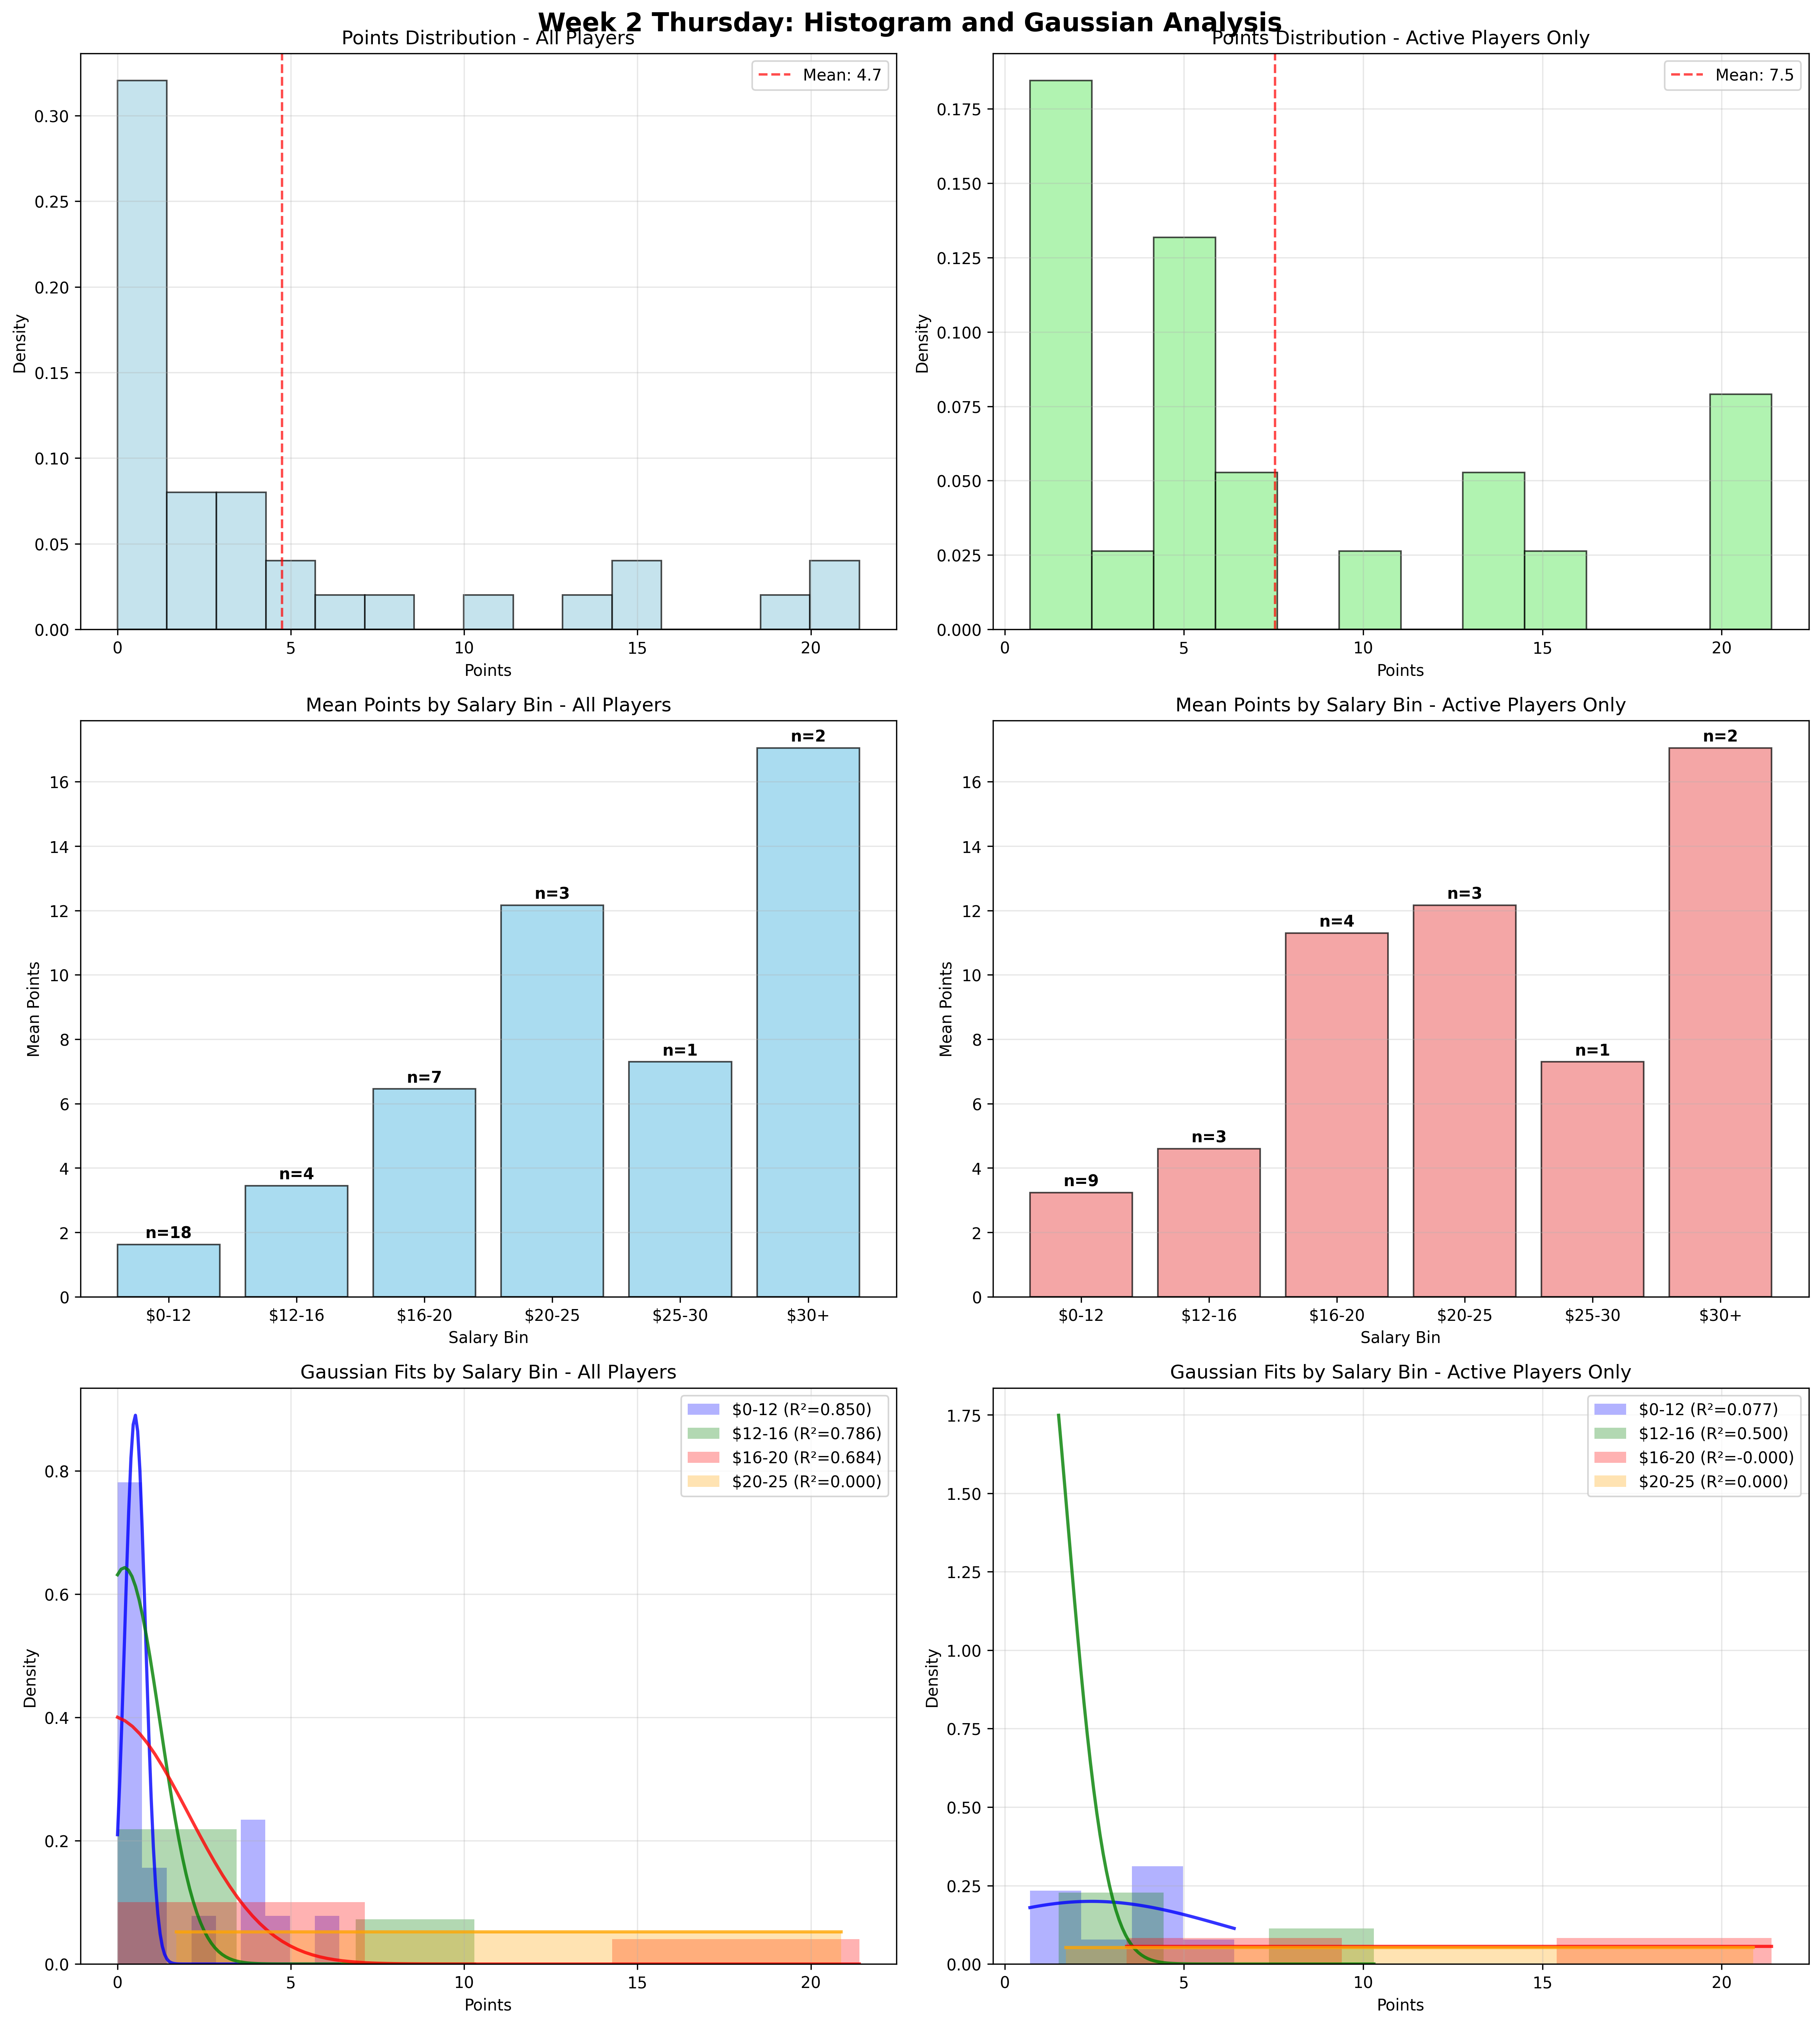 Week 2 Thursday: Histogram and Gaussian Analysis
Points Distribution - All Players
Mean: 4.7
0.30
0.25
0.20
0.15
0.10
0.05
0.00
Density
0 5 10 15 20
Points
Points Distribution - Active Players Only
Mean: 7.5
0.175
0.150
0.125
0.100
0.075
0.050
0.025
0.000
Density
0 5 10 15 20
Points
Mean Points by Salary Bin - All Players
16
14
12
10
8
6
4
2
0
Mean Points
n=18
n=4
n=7
n=3
n=1
n=2
$0-12 $12-16 $16-20 $20-25 $25-30 $30+
Salary Bin
Mean Points by Salary Bin - Active Players Only
16
14
12
10
8
6
4
2
0
Mean Points
n=9
n=3
n=4
n=3
n=1
n=2
$0-12 $12-16 $16-20 $20-25 $25-30 $30+
Salary Bin
Gaussian Fits by Salary Bin - All Players
$0-12 (R²=0.850)
$12-16 (R²=0.786)
$16-20 (R²=0.684)
$20-25 (R²=0.000)
0.8
0.6
0.4
0.2
0.0
Density
0 5 10 15 20
Points
Gaussian Fits by Salary Bin - Active Players Only
$0-12 (R²=0.077)
$12-16 (R²=0.500)
$16-20 (R²=-0.000)
$20-25 (R²=0.000)
1.75
1.50
1.25
1.00
0.75
0.50
0.25
0.00
Density
0 5 10 15 20
Points